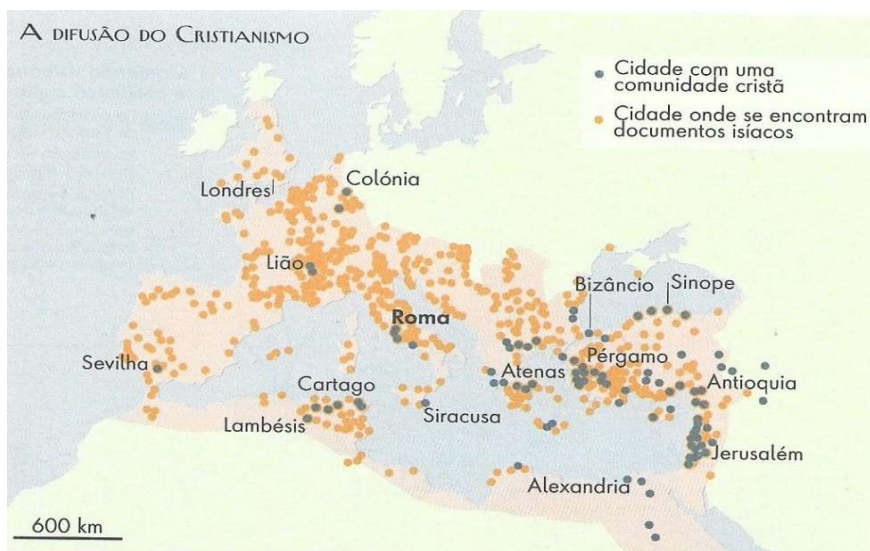 A DIFUSÃO DO CRISTIANISMO
Cidade com uma
comunidade cristã
Cidade onde se encontram
documentos isíacos
Londres
Colónia
Lião
Bizâncio
Sinope
Roma
Sevilha
Atenas
Pérgamo
Cartago
Antioquia
Lambésis
Siracusa
Jerusalém
Alexandria
600 km